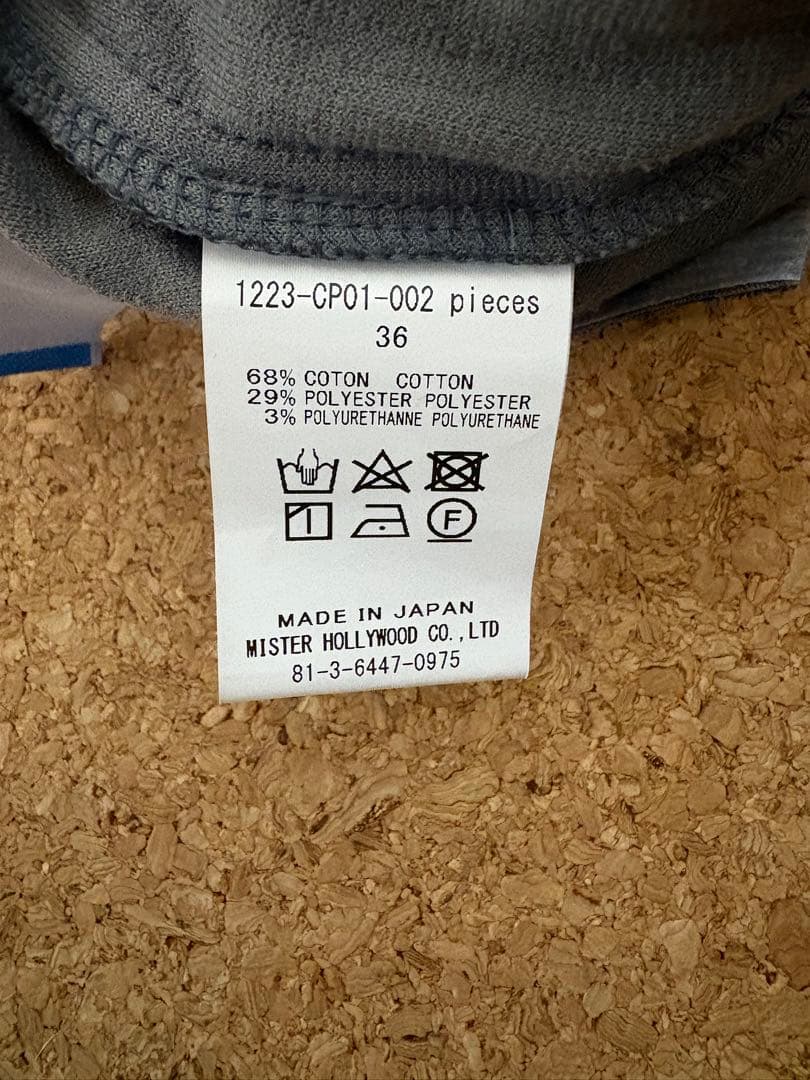 1223-CP01-002 pieces
36
68% COTON COTTON
29% POLYESTER POLYESTER
3% POLYURETHANNE POLYURETHANE
F
MADE IN JAPAN
MISTER HOLLYWOOD CO.,LTD
81-3-6447-0975